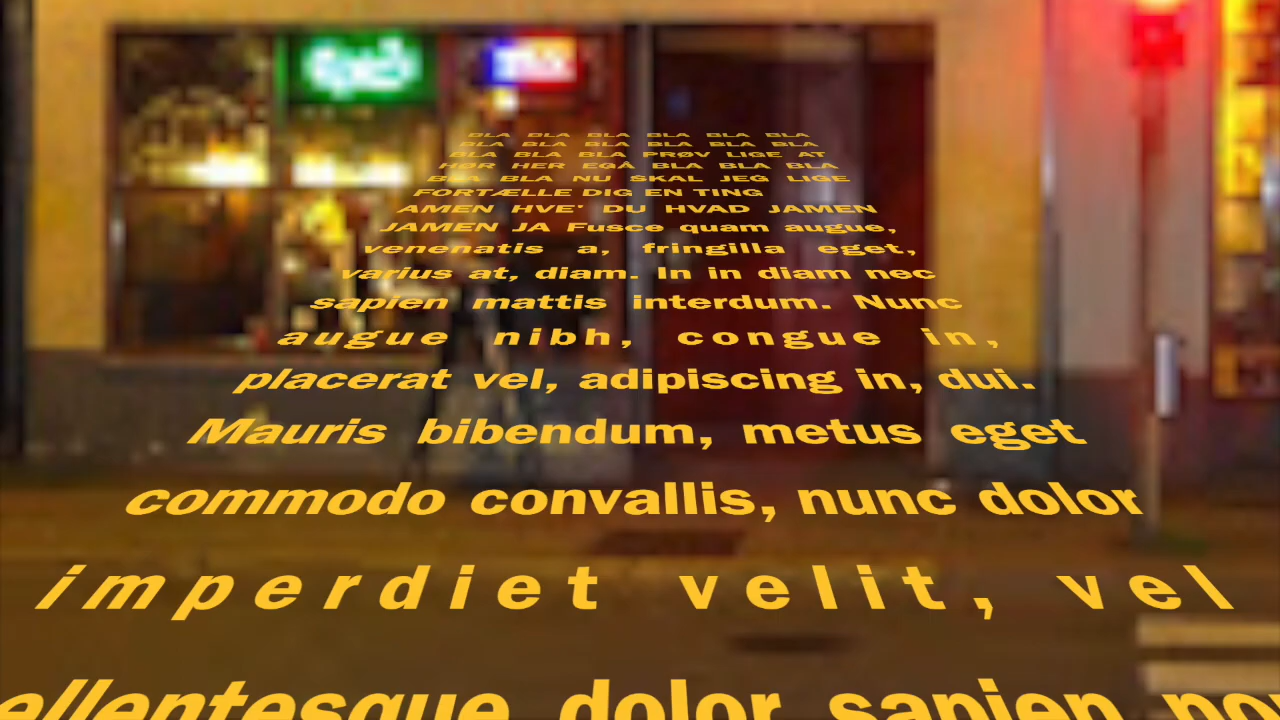 BLA BLA BLA BLA BLA BLA
BLA BLA BLA BLA BLA BLA
BLA BLA BLA PRØV LIGE AT
HØR HER EGÅ BLA BLA BLA
BLA BLA NU SKAL JEG LIGE
FORTÆLLE DIG EN TING
AMEN HVE' DU HVAD JAMEN
JAMEN JA Fusce quam augue,
venenatis a, fringilla eget,
varius at, diam. In in diam nec
sapien mattis interdum. Nunc
augue nibh, congue in,
placerat vel, adipiscing in, dui.
Mauris bibendum, metus eget
commodo convallis, nunc dolor
imperdiet velit, vel
ellentesque dolor sapien